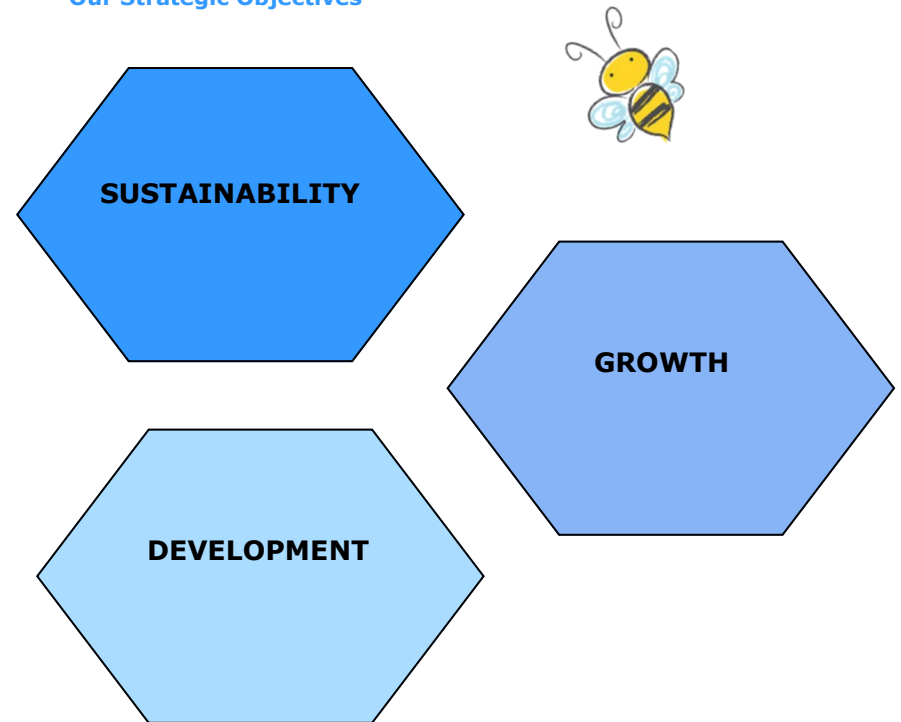 Our Strategic Objectives
SUSTAINABILITY
GROWTH
DEVELOPMENT